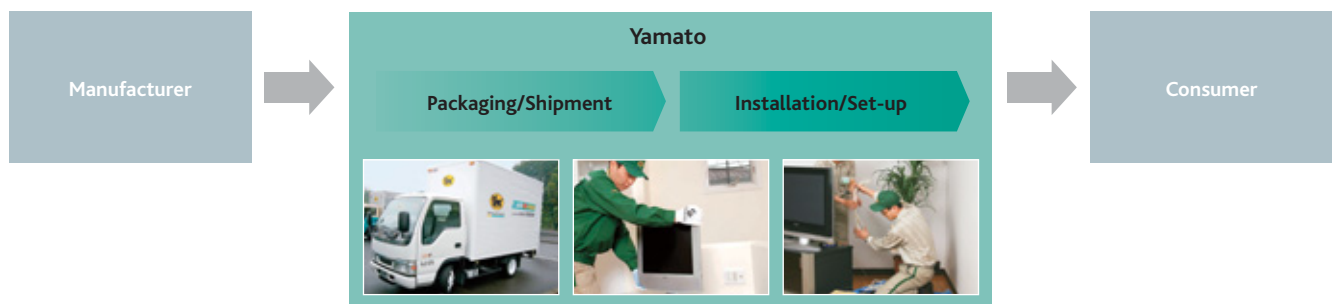 Manufacturer
Yamato
Packaging/Shipment
Installation/Set-up
Consumer